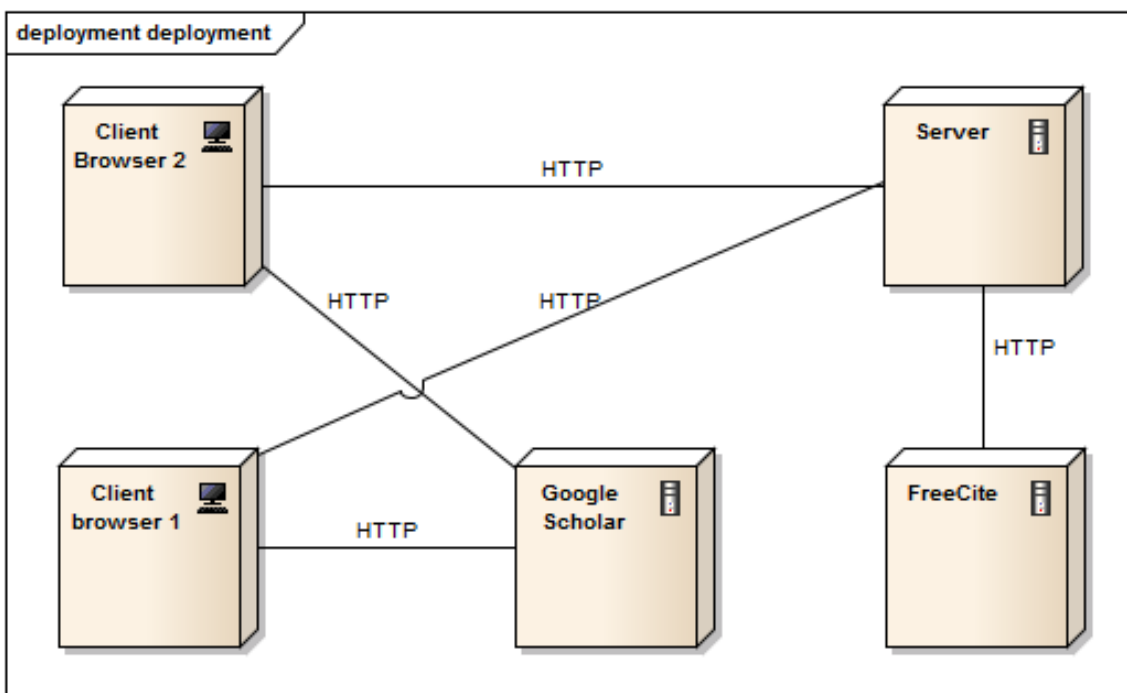 deployment deployment
Client
Browser 2
HTTP
Server
HTTP
HTTP
HTTP
Client
browser 1
HTTP
Google
Scholar
FreeCite